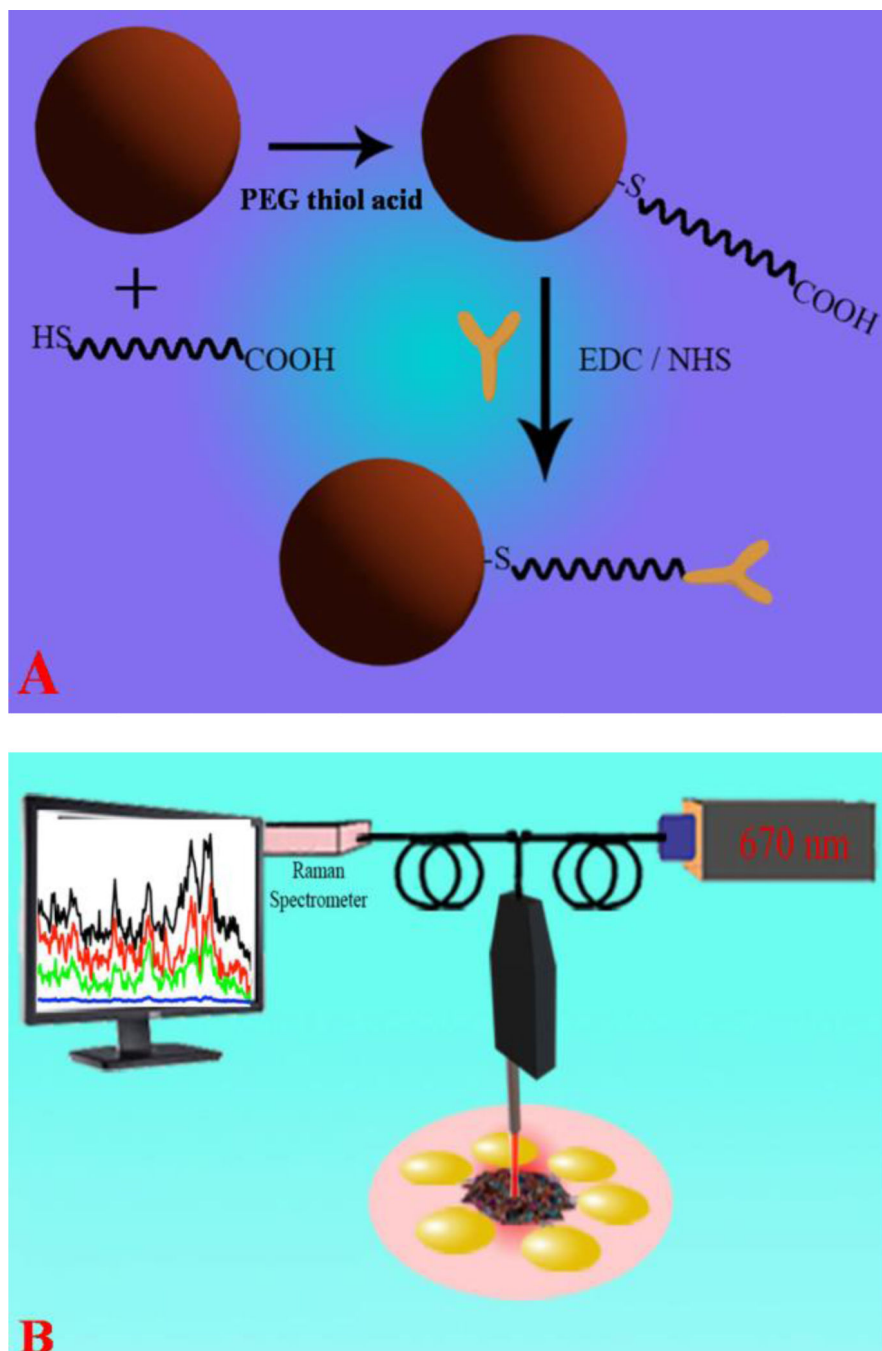 PEG thiol acid
-S
+
HS
COOH
COOH
EDC / NHS
-S
A
670 nm
Raman
Spectrometer
B